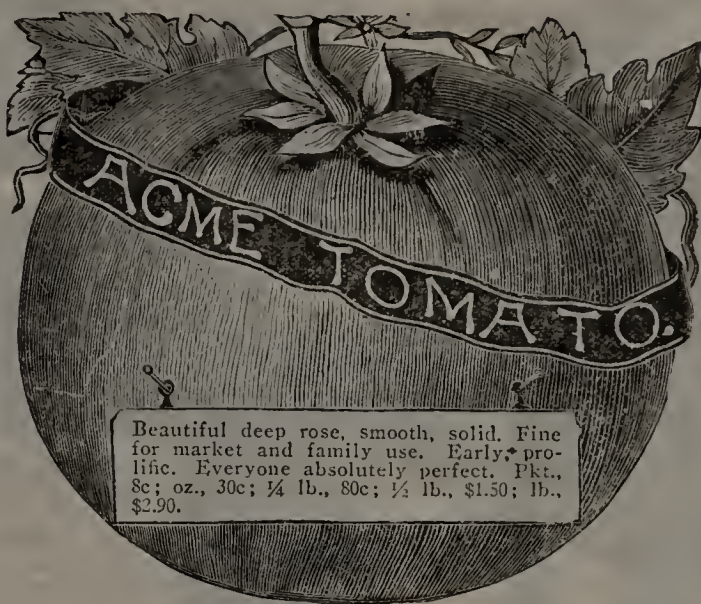 ACME TOMATO.
Beautiful deep rose, smooth, solid. Fine
for market and family use. Early, pro-
lific. Everyone absolutely perfect. Pkt.,
8c; oz., 30c; ¼ lb., 80c; ½ lb., $1.50; lb.,
$2.90.